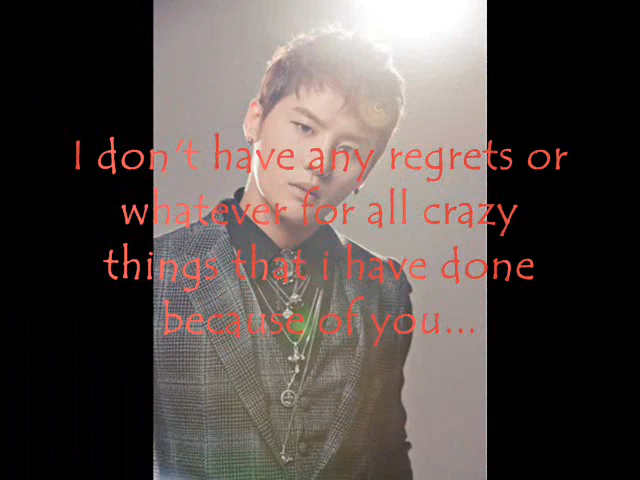 I don't have any regrets or
whatever for all crazy
things that i have done
because of you...